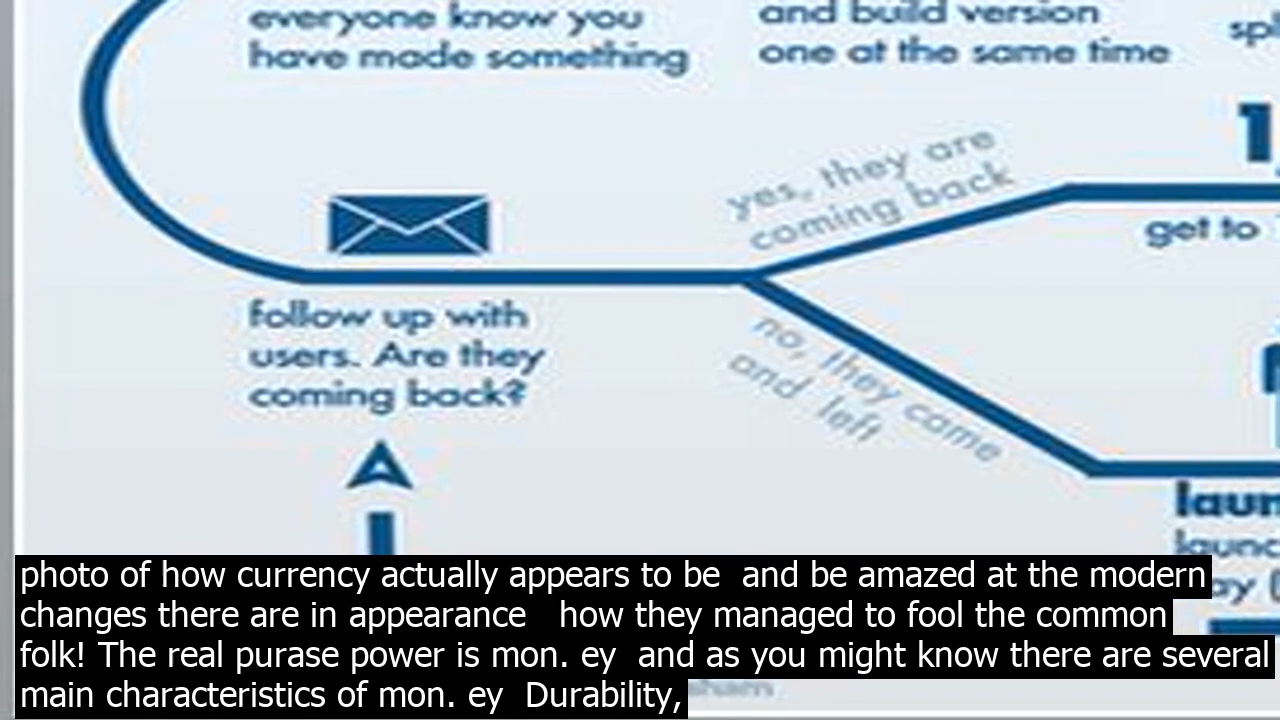 everyone know you
have made something
and build version
one at the same time
yes, they are
coming back
get to
follow up with
users. Are they
coming back?
no, they came
and left
photo of how currency actually appears to be  and be amazed at the modern
changes there are in appearance   how they managed to fool the common
folk! The real purase power is mon. ey  and as you might know there are several
main characteristics of mon. ey  Durability,